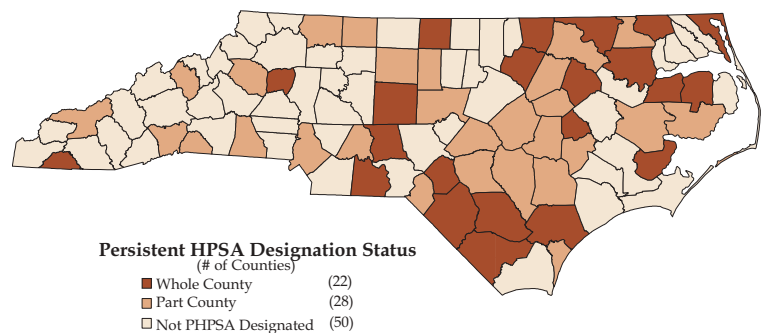 Persistent HPSA Designation Status
(# of Counties)
Whole County (22)
Part County (28)
Not PHPSA Designated (50)